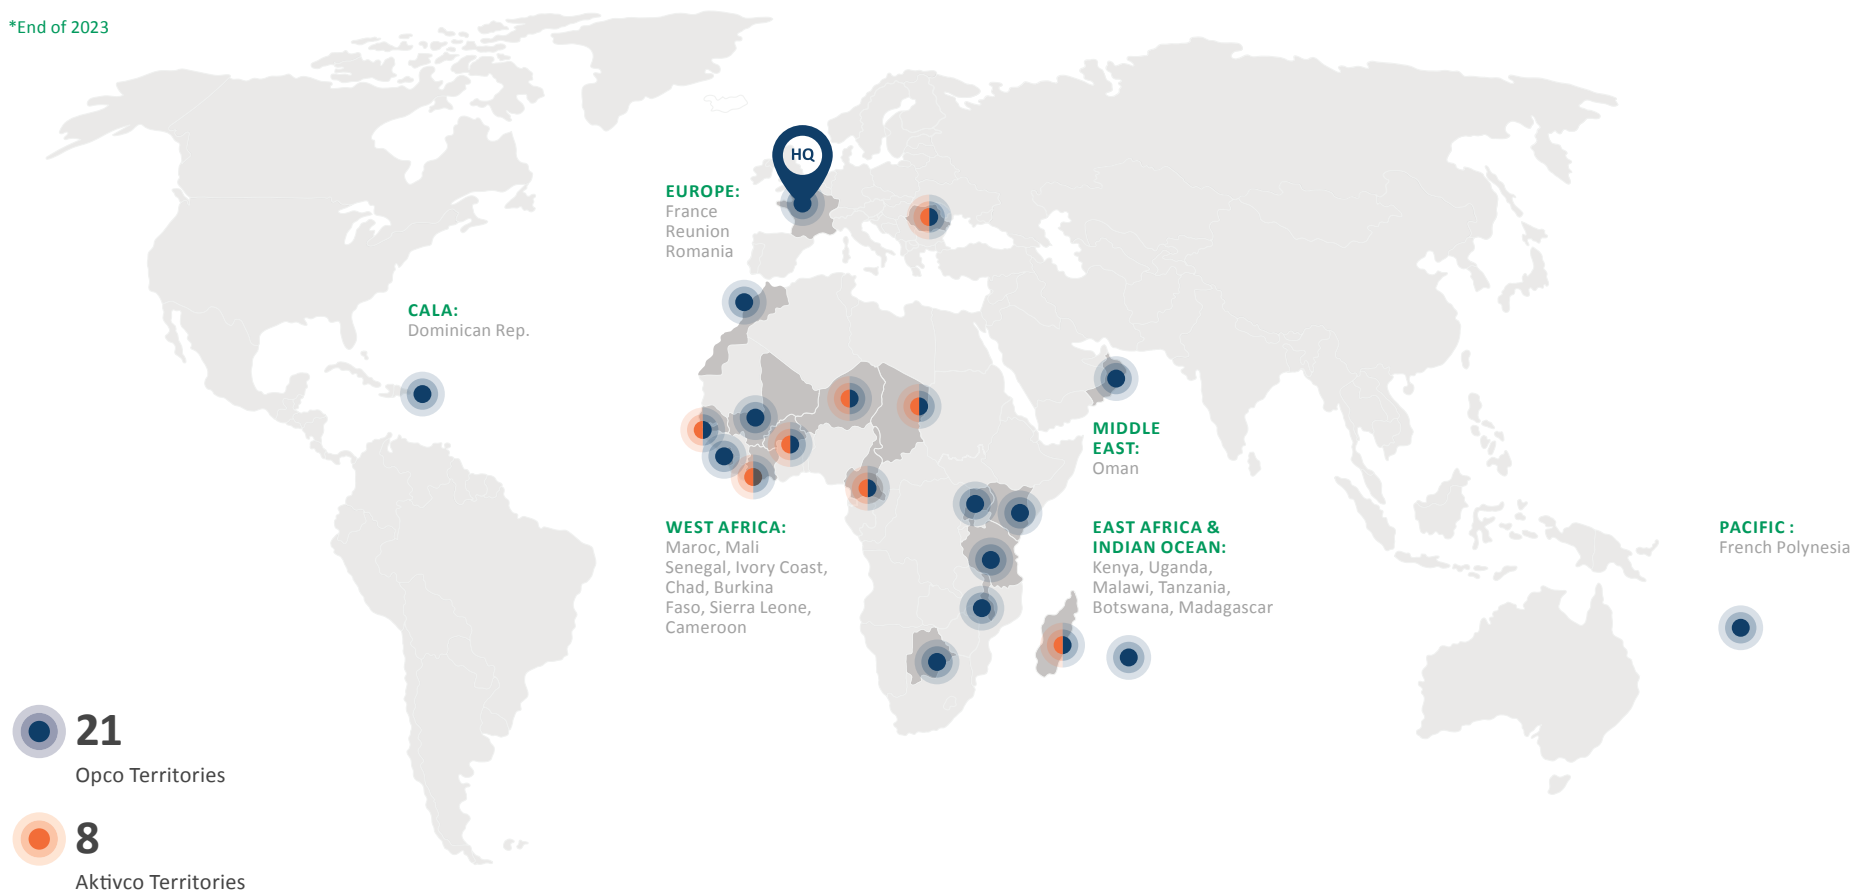 *End of 2023
HQ
EUROPE:
France
Reunion
Romania
CALA:
Dominican Rep.
MIDDLE
EAST:
Oman
WEST AFRICA:
Maroc, Mali
Senegal, Ivory Coast,
Chad, Burkina
Faso, Sierra Leone,
Cameroon
EAST AFRICA &
INDIAN OCEAN:
Kenya, Uganda,
Malawi, Tanzania,
Botswana, Madagascar
PACIFIC :
French Polynesia
21
Opco Territories
8
Aktivco Territories